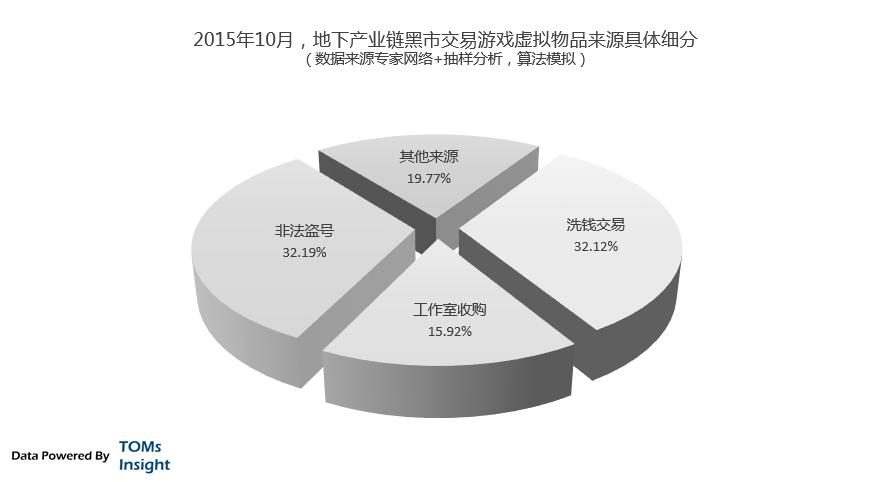 2015年10月，地下产业链黑市交易游戏虚拟物品来源具体细分
（数据来源专家网络+抽样分析，算法模拟）
其他来源
19.77%
非法盗号
32.19%
洗钱交易
32.12%
工作室收购
15.92%
Data Powered By
TOMs
Insight